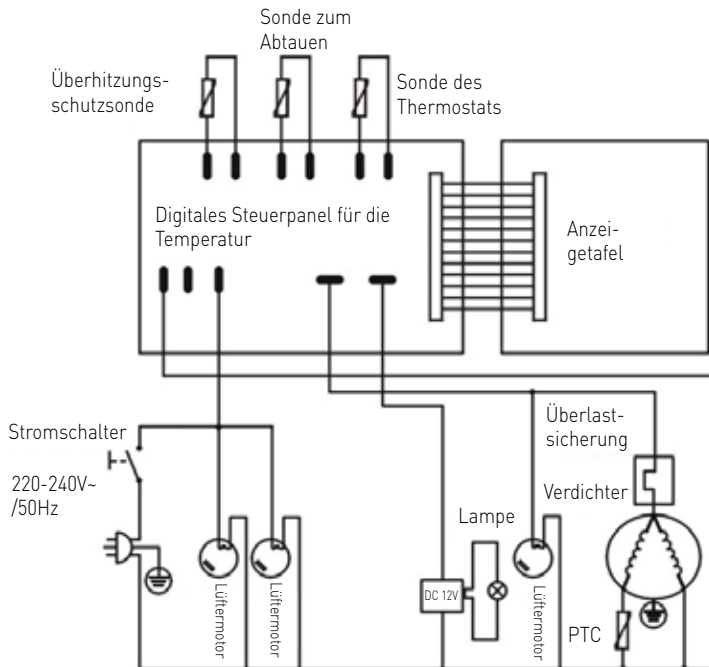 Sonde zum
Abtauen
Überhitzungs-
schutzsonde
Sonde des
Thermostats
Digitales Steuerpanel für die
Temperatur
Anzei-
getafel
Stromschalter
220-240V~
/50Hz
Überlast-
sicherung
Verdichter
Lampe
DC 12V
Lüftermotor
Lüftermotor
Lüftermotor
PTC